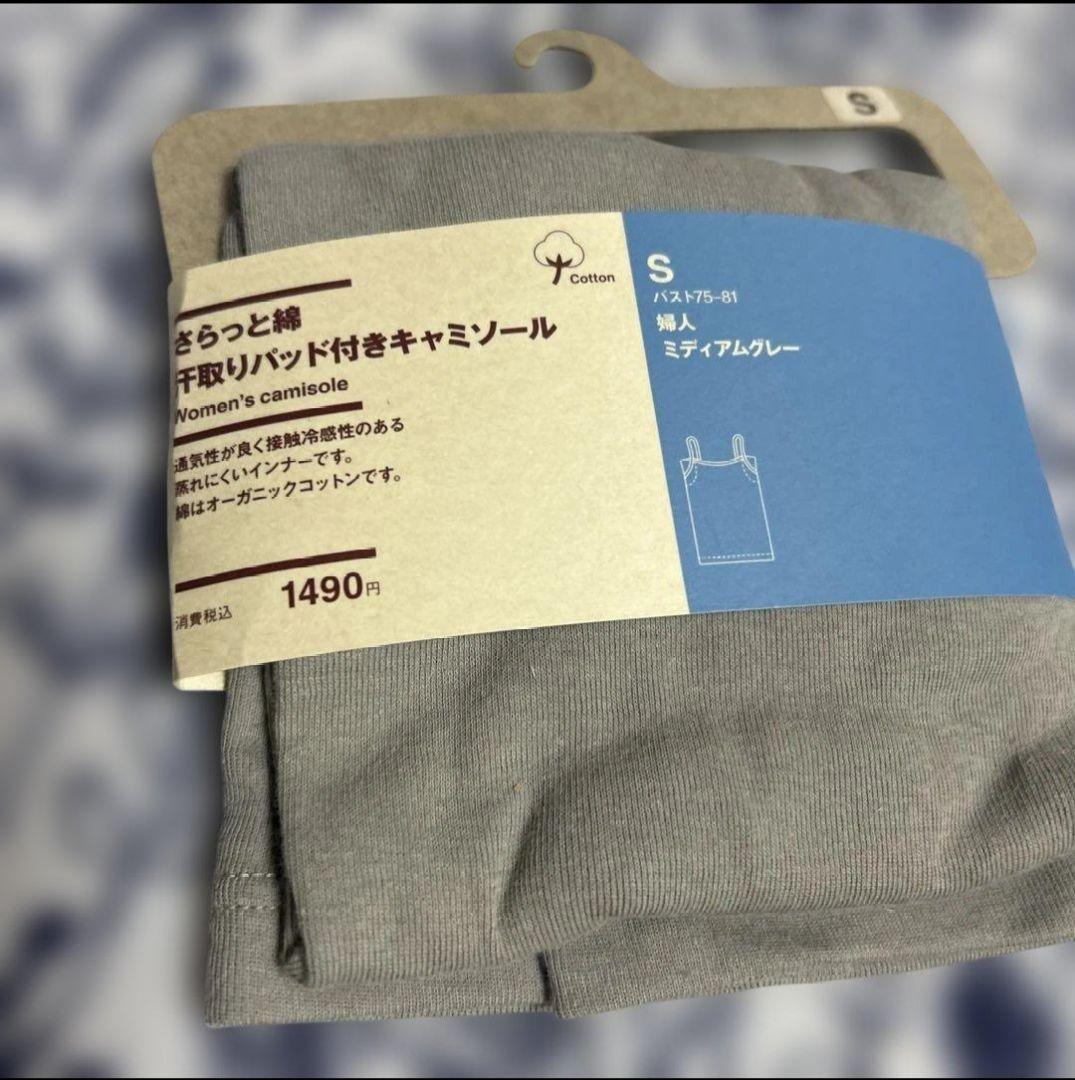 S
Cotton
さらっと綿
汗取りパッド付きキャミソール
Women's camisole
通気性が良く接触冷感性のある
蒸れにくいインナーです。
綿はオーガニックコットンです。
消費税込 1490円
S
バスト75-81
婦人
ミディアムグレー